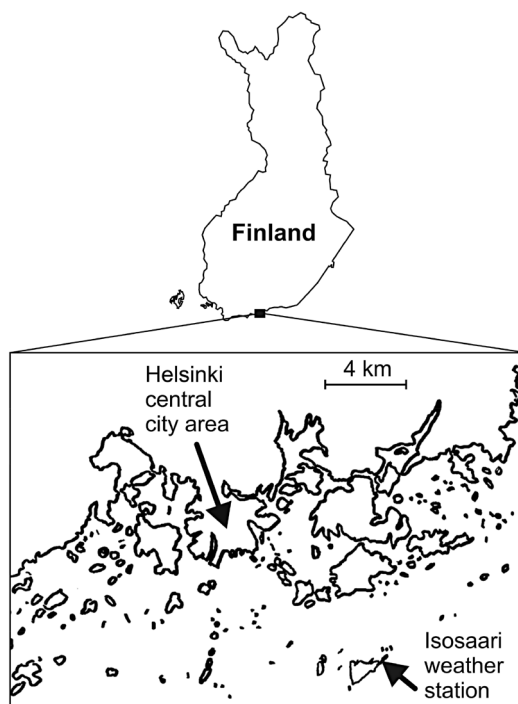 Finland
Helsinki
central
city area
4 km
Isosaari
weather
station